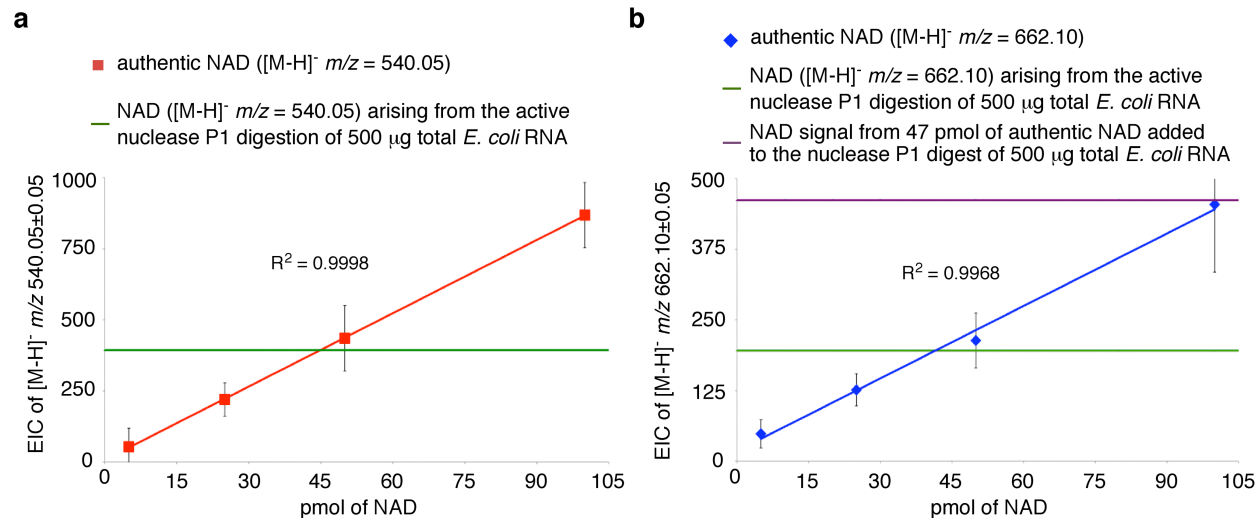 a
authentic NAD ([M-H]⁻ m/z = 540.05)
NAD ([M-H]⁻ m/z = 540.05) arising from the active
nuclease P1 digestion of 500 μg total E. coli RNA
EIC of [M-H]⁻ m/z 540.05±0.05
1000
750
500
250
0
R² = 0.9998
0 15 30 45 60 75 90 105
pmol of NAD
b
authentic NAD ([M-H]⁻ m/z = 662.10)
NAD ([M-H]⁻ m/z = 662.10) arising from the active
nuclease P1 digestion of 500 μg total E. coli RNA
NAD signal from 47 pmol of authentic NAD added
to the nuclease P1 digest of 500 μg total E. coli RNA
EIC of [M-H]⁻ m/z 662.10±0.05
500
375
250
125
0
R² = 0.9968
0 15 30 45 60 75 90 105
pmol of NAD